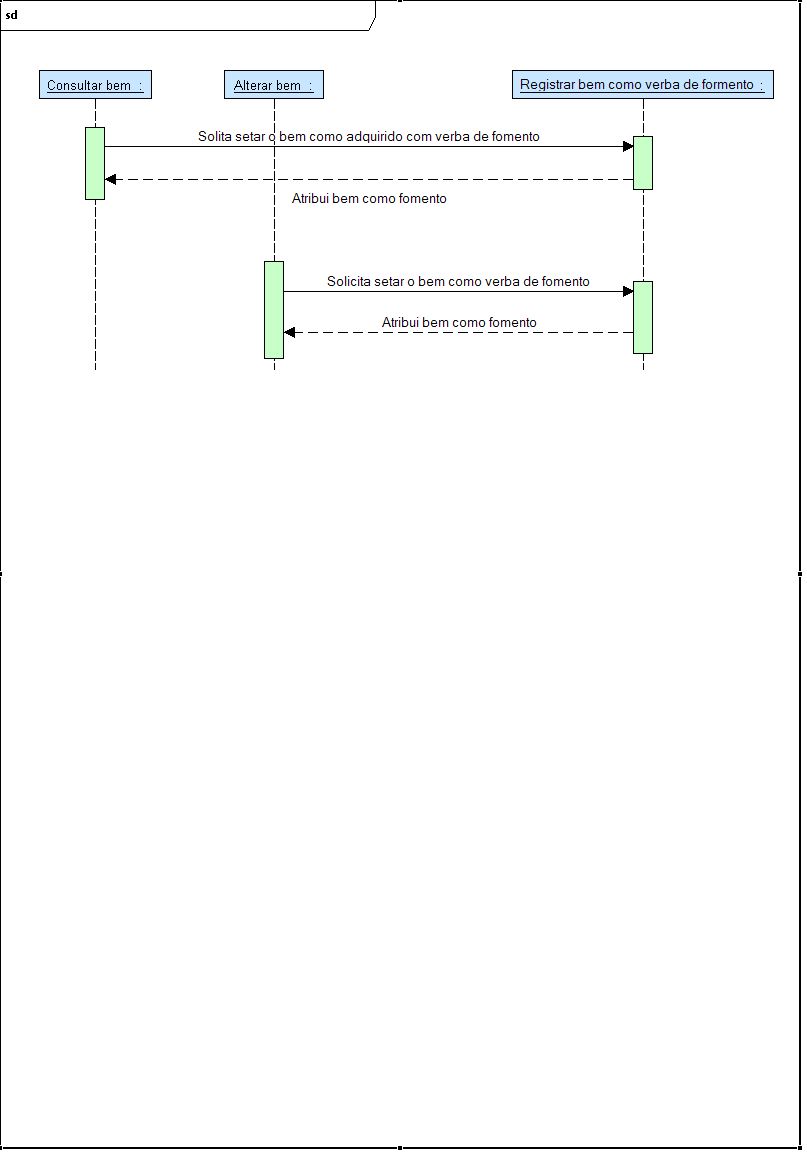 sd
Consultar bem :
Alterar bem :
Registrar bem como verba de formento :
Solita setar o bem como adquirido com verba de fomento
Atribui bem como fomento
Solicita setar o bem como verba de fomento
Atribui bem como fomento